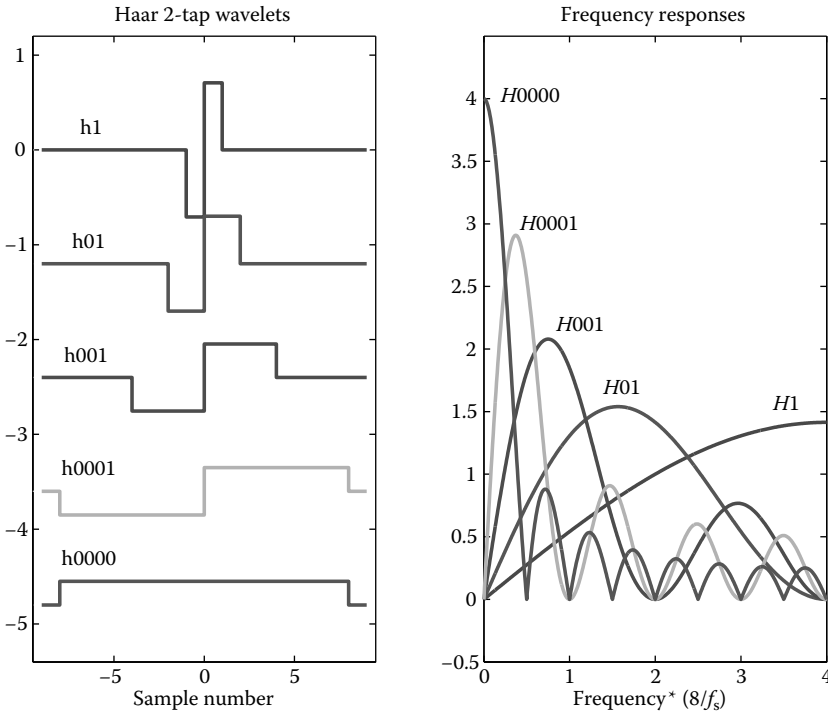 Haar 2-tap wavelets
1
0
−1
−2
−3
−4
−5
h1
h01
h001
h0001
h0000
−5
0
5
Sample number
Frequency responses
4
3.5
3
2.5
2
1.5
1
0.5
0
−0.5
H0000
H0001
H001
H01
H1
0
1
2
3
4
Frequency* (8/fs)